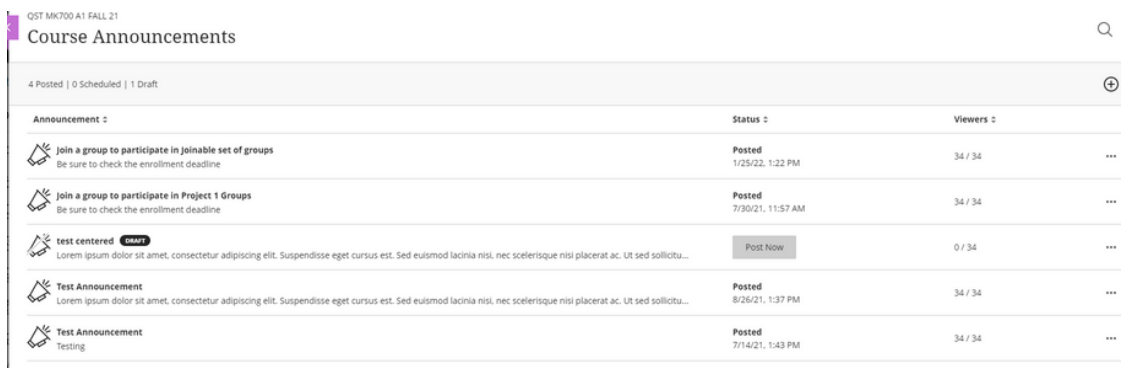 QST MK700 A1 FALL 21
Course Announcements
4 Posted | 0 Scheduled | 1 Draft
Announcement Status Viewers
Join a group to participate in Joinable set of groups
Be sure to check the enrollment deadline
Posted
1/25/22, 1:22 PM
34 / 34
Join a group to participate in Project 1 Groups
Be sure to check the enrollment deadline
Posted
7/30/21, 11:57 AM
34 / 34
test centered DRAFT
Lorem ipsum dolor sit amet, consectetur adipiscing elit. Suspendisse eget cursus est. Sed euismod lacinia nisi, nec scelerisque nisi placerat ac. Ut sed sollicitu...
Post Now
0 / 34
Test Announcement
Lorem ipsum dolor sit amet, consectetur adipiscing elit. Suspendisse eget cursus est. Sed euismod lacinia nisi, nec scelerisque nisi placerat ac. Ut sed sollicitu...
Posted
8/26/21, 1:37 PM
34 / 34
Test Announcement
Testing
Posted
7/14/21, 1:43 PM
34 / 34